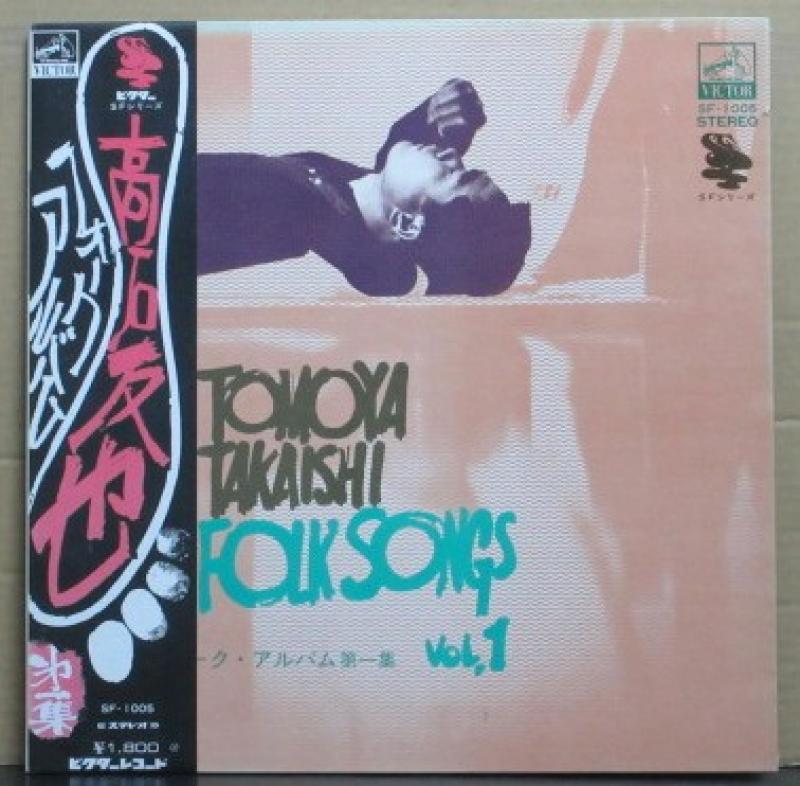 VICTOR
ビクター
SFシリーズ
高石友也
フォーク
アルバム
第一集
SF-1005
ステレオ
¥1,800
ビクターレコード
VICTOR
SF-1005
STEREO
SFシリーズ
TOMOYA
TAKAISHI
FOLK SONGS
VOL, 1
ーク・アルバム第一集